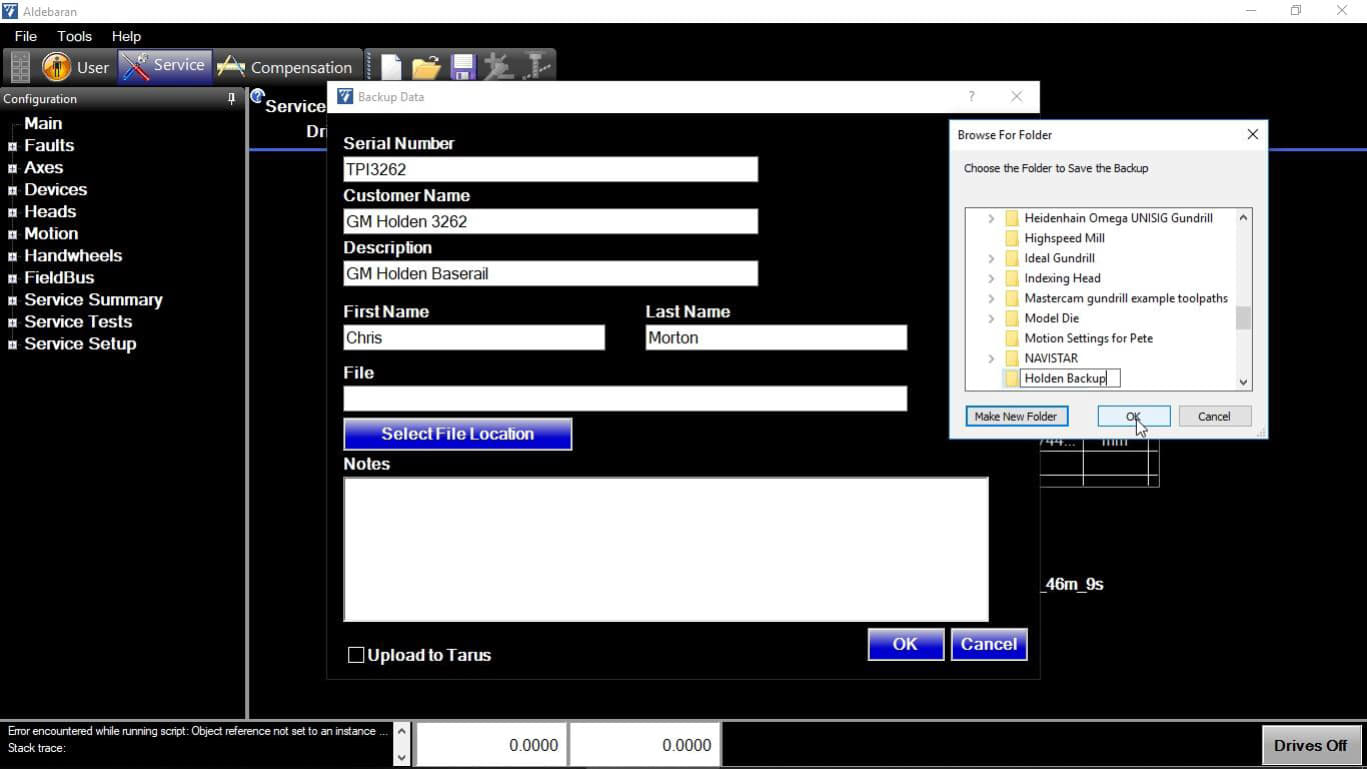 Aldebaran
File Tools Help
User Service Compensation
Configuration
Main
Faults
Axes
Devices
Heads
Motion
Handwheels
FieldBus
Service Summary
Service Tests
Service Setup
Service
Backup Data
?
Serial Number
TPI3262
Customer Name
GM Holden 3262
Description
GM Holden Baserail
First Name Last Name
Chris Morton
File
Select File Location
Notes
Upload to Tarus
OK Cancel
Browse For Folder
Choose the Folder to Save the Backup
Heidenhain Omega UNISIG Gundrill
Highspeed Mill
Ideal Gundrill
Indexing Head
Mastercam gundrill example toolpaths
Model Die
Motion Settings for Pete
NAVISTAR
Holden Backup
Make New Folder OK Cancel
_46m_9s
Error encountered while running script: Object reference not set to an instance ...
Stack trace:
0.0000 0.0000
Drives Off